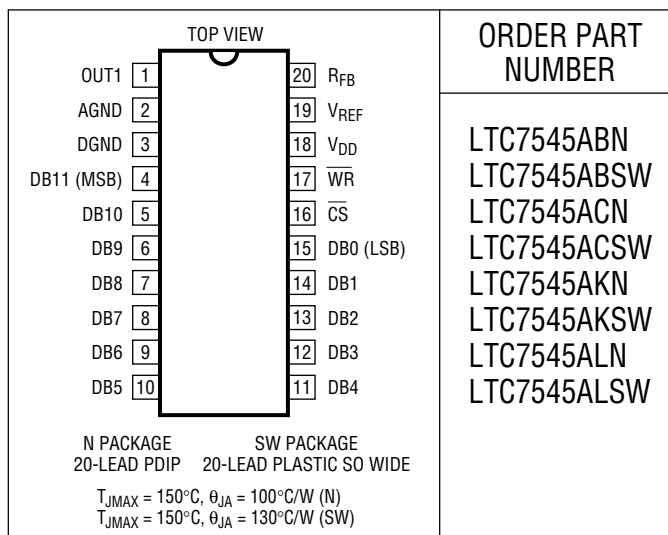 TOP VIEW
OUT1 1
AGND 2
DGND 3
DB11 (MSB) 4
DB10 5
DB9 6
DB8 7
DB7 8
DB6 9
DB5 10
20 RFB
19 VREF
18 VDD
17 W̅R̅
16 C̅S̅
15 DB0 (LSB)
14 DB1
13 DB2
12 DB3
11 DB4
N PACKAGE
20-LEAD PDIP
SW PACKAGE
20-LEAD PLASTIC SO WIDE
TJMAX = 150°C, θJA = 100°C/W (N)
TJMAX = 150°C, θJA = 130°C/W (SW)
ORDER PART
NUMBER
LTC7545ABN
LTC7545ABSW
LTC7545ACN
LTC7545ACSW
LTC7545AKN
LTC7545AKSW
LTC7545ALN
LTC7545ALSW